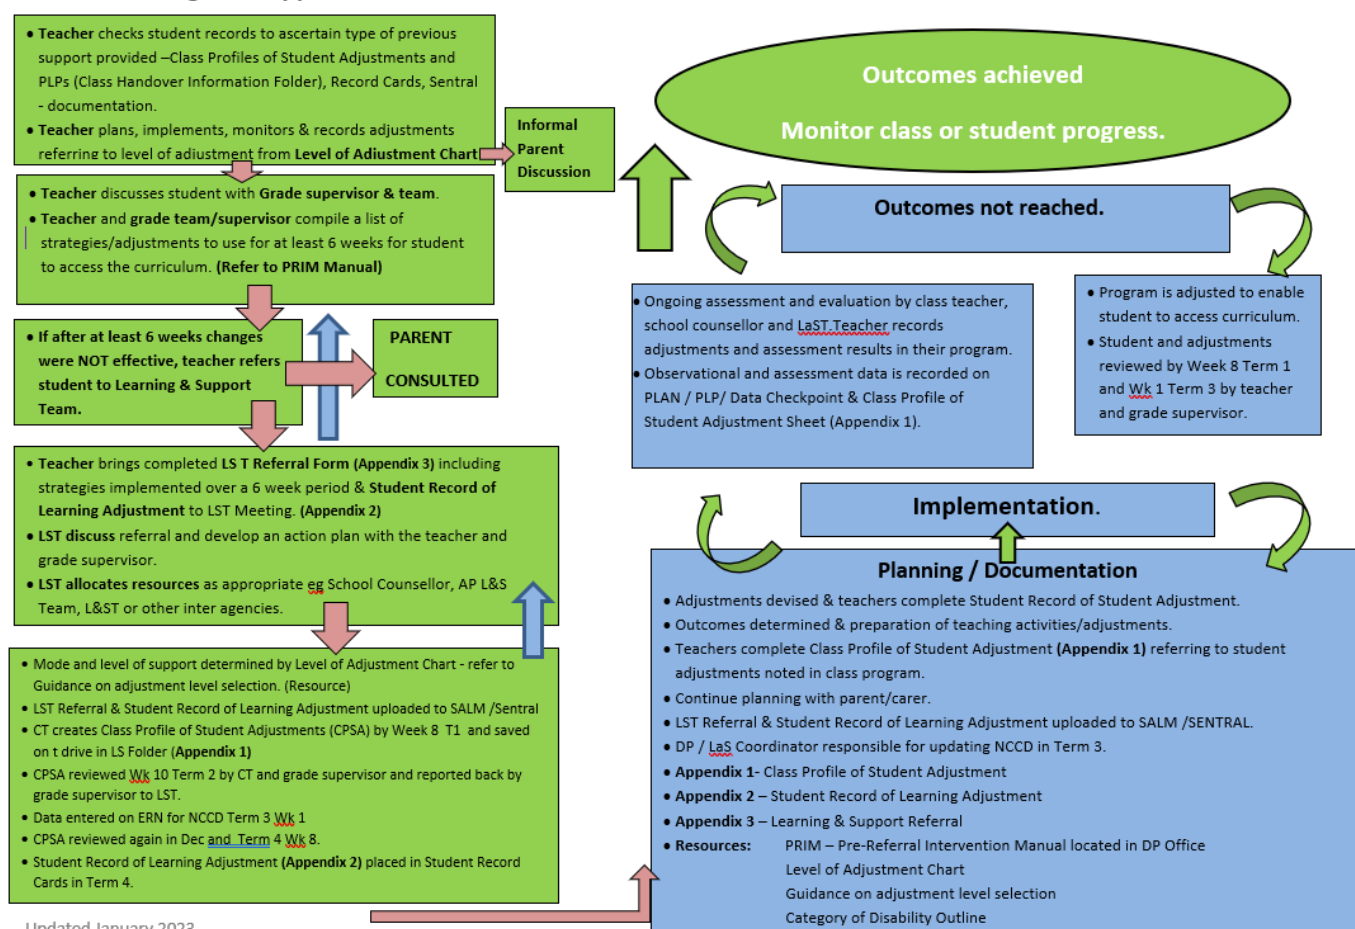 • Teacher checks student records to ascertain type of previous
support provided –Class Profiles of Student Adjustments and
PLPs (Class Handover Information Folder), Record Cards, Sentral
- documentation.
• Teacher plans, implements, monitors & records adjustments
referring to level of adjustment from Level of Adjustment Chart
Informal
Parent
Discussion
• Teacher discusses student with Grade supervisor & team.
• Teacher and grade team/supervisor compile a list of
strategies/adjustments to use for at least 6 weeks for student
to access the curriculum. (Refer to PRIM Manual)
• If after at least 6 weeks changes
were NOT effective, teacher refers
student to Learning & Support
Team.
PARENT
CONSULTED
• Teacher brings completed LS T Referral Form (Appendix 3) including
strategies implemented over a 6 week period & Student Record of
Learning Adjustment to LST Meeting. (Appendix 2)
• LST discuss referral and develop an action plan with the teacher and
grade supervisor.
• LST allocates resources as appropriate eg School Counsellor, AP L&S
Team, L&ST or other inter agencies.
• Mode and level of support determined by Level of Adjustment Chart - refer to
Guidance on adjustment level selection. (Resource)
• LST Referral & Student Record of Learning Adjustment uploaded to SALM /Sentral
• CT creates Class Profile of Student Adjustments (CPSA) by Week 8 T1 and saved
on t drive in LS Folder (Appendix 1)
• CPSA reviewed Wk 10 Term 2 by CT and grade supervisor and reported back by
grade supervisor to LST.
• Data entered on ERN for NCCD Term 3 Wk 1
• CPSA reviewed again in Dec and Term 4 Wk 8.
• Student Record of Learning Adjustment (Appendix 2) placed in Student Record
Cards in Term 4.
Updated January 2023
Outcomes achieved
Monitor class or student progress.
Outcomes not reached.
• Ongoing assessment and evaluation by class teacher,
school counsellor and LaST.Teacher records
adjustments and assessment results in their program.
• Observational and assessment data is recorded on
PLAN / PLP/ Data Checkpoint & Class Profile of
Student Adjustment Sheet (Appendix 1).
• Program is adjusted to enable
student to access curriculum.
• Student and adjustments
reviewed by Week 8 Term 1
and Wk 1 Term 3 by teacher
and grade supervisor.
Implementation.
Planning / Documentation
• Adjustments devised & teachers complete Student Record of Student Adjustment.
• Outcomes determined & preparation of teaching activities/adjustments.
• Teachers complete Class Profile of Student Adjustment (Appendix 1) referring to student
adjustments noted in class program.
• Continue planning with parent/carer.
• LST Referral & Student Record of Learning Adjustment uploaded to SALM /SENTRAL.
• DP / LaS Coordinator responsible for updating NCCD in Term 3.
• Appendix 1- Class Profile of Student Adjustment
• Appendix 2 – Student Record of Learning Adjustment
• Appendix 3 – Learning & Support Referral
• Resources: PRIM – Pre-Referral Intervention Manual located in DP Office
Level of Adjustment Chart
Guidance on adjustment level selection
Category of Disability Outline